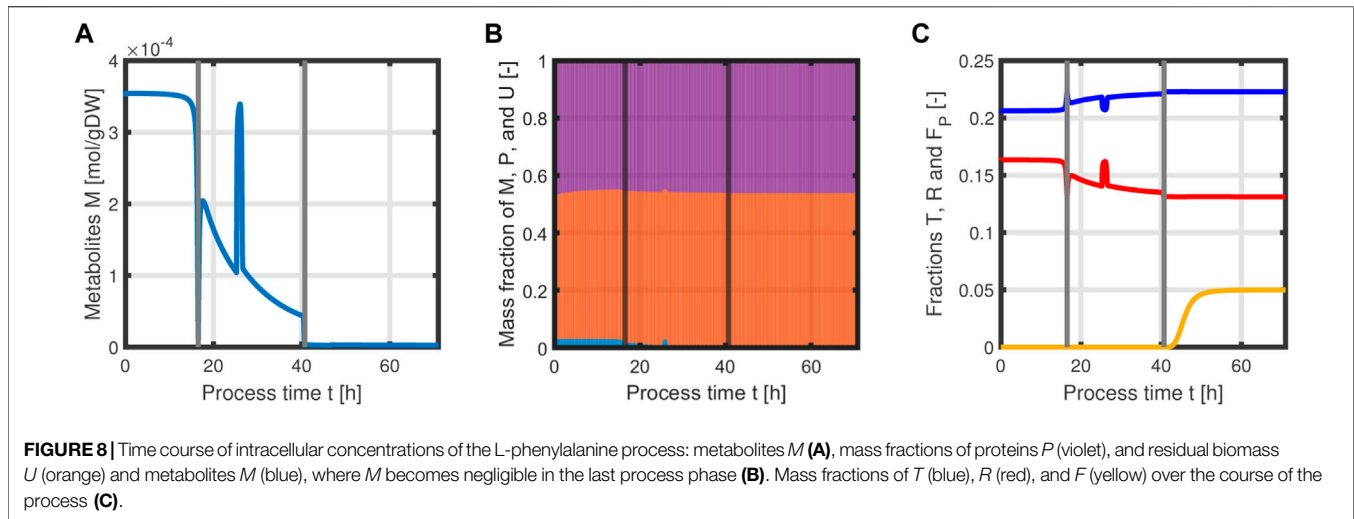 A
×10⁻⁴
4
3
2
1
0
0 20 40 60
Metabolites M [mol/gDW]
Process time t [h]
B
1
0.8
0.6
0.4
0.2
0
0 20 40 60
Mass fraction of M, P, and U [-]
Process time t [h]
C
0.25
0.2
0.15
0.1
0.05
0
0 20 40 60
Fractions T, R and F_P [-]
Process time t [h]
FIGURE 8 | Time course of intracellular concentrations of the L-phenylalanine process: metabolites M (A), mass fractions of proteins P (violet), and residual biomass
U (orange) and metabolites M (blue), where M becomes negligible in the last process phase (B). Mass fractions of T (blue), R (red), and F (yellow) over the course of the
process (C).